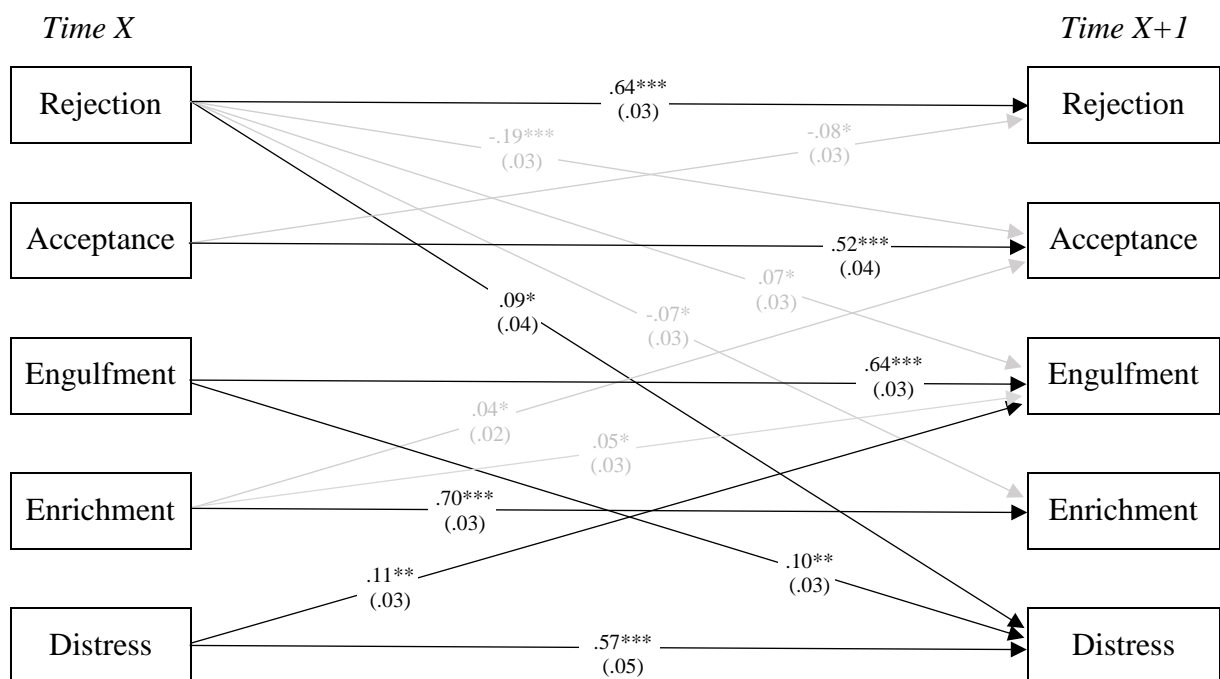 Time X
Time X+1
Rejection
.64***
(.03)
Rejection
-.19***
(.03)
-.08*
(.03)
Acceptance
.52***
(.04)
Acceptance
.07*
(.03)
.09*
(.04)
-.07*
(.03)
Engulfment
.64***
(.03)
Engulfment
.04*
(.02)
.05*
(.03)
Enrichment
.70***
(.03)
Enrichment
.11**
(.03)
.10**
(.03)
Distress
.57***
(.05)
Distress